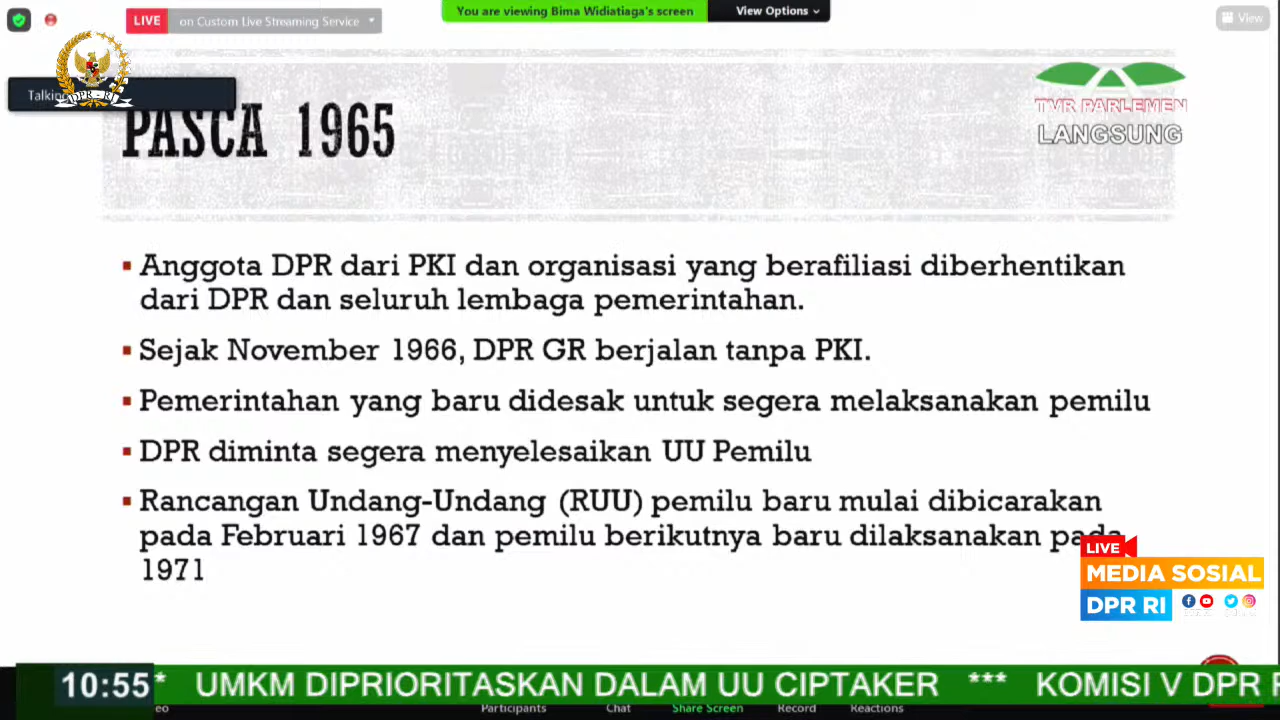 LIVE on Custom Live Streaming Service
You are viewing Bima Widiatiaga's screen View Options
View
DPR - RI
TVR PARLEMEN
LANGSUNG
PASCA 1965
Anggota DPR dari PKI dan organisasi yang berafiliasi diberhentikan
dari DPR dan seluruh lembaga pemerintahan.
Sejak November 1966, DPR GR berjalan tanpa PKI.
Pemerintahan yang baru didesak untuk segera melaksanakan pemilu
DPR diminta segera menyelesaikan UU Pemilu
Rancangan Undang-Undang (RUU) pemilu baru mulai dibicarakan
pada Februari 1967 dan pemilu berikutnya baru dilaksanakan
1971
LIVE
MEDIA SOSIAL
DPR RI
10:55 * UMKM DIPRIORITASKAN DALAM UU CIPTAKER *** KOMISI V DPR
Participants Chat Share Screen Record Reactions